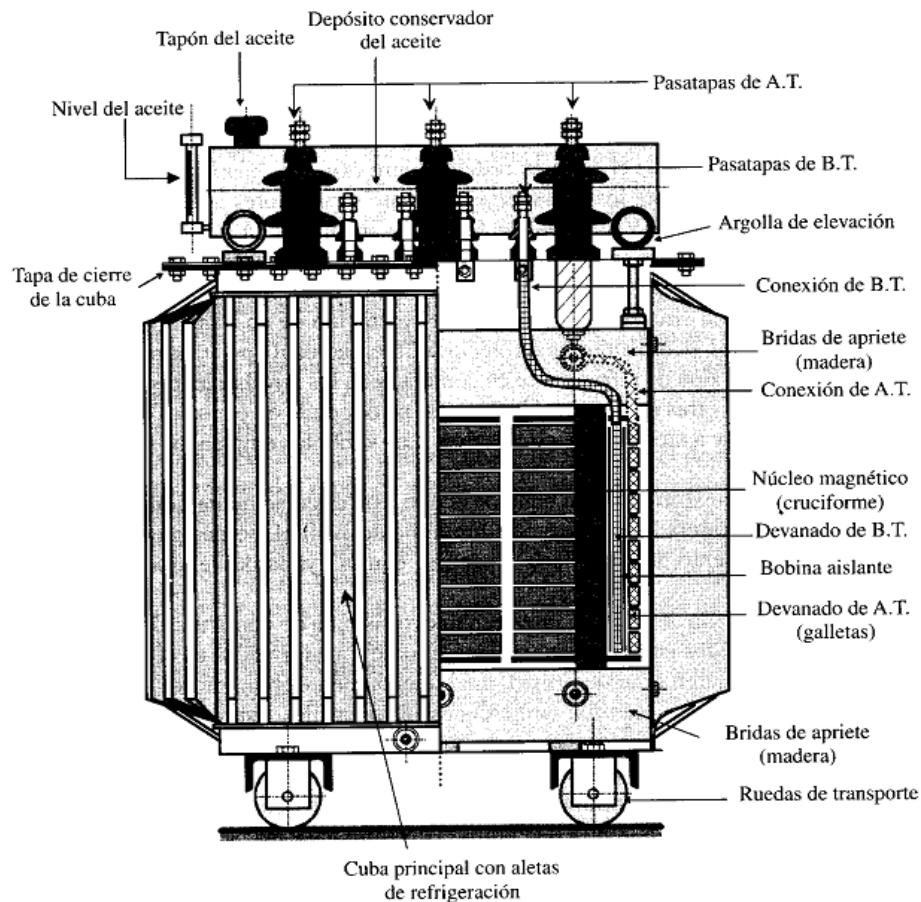 Depósito conservador
del aceite
Tapón del aceite
Pasatapas de A.T.
Nivel del aceite
Pasatapas de B.T.
Argolla de elevación
Tapa de cierre
de la cuba
Conexión de B.T.
Bridas de apriete
(madera)
Conexión de A.T.
Núcleo magnético
(cruciforme)
Devanado de B.T.
Bobina aislante
Devanado de A.T.
(galletas)
Bridas de apriete
(madera)
Ruedas de transporte
Cuba principal con aletas
de refrigeración